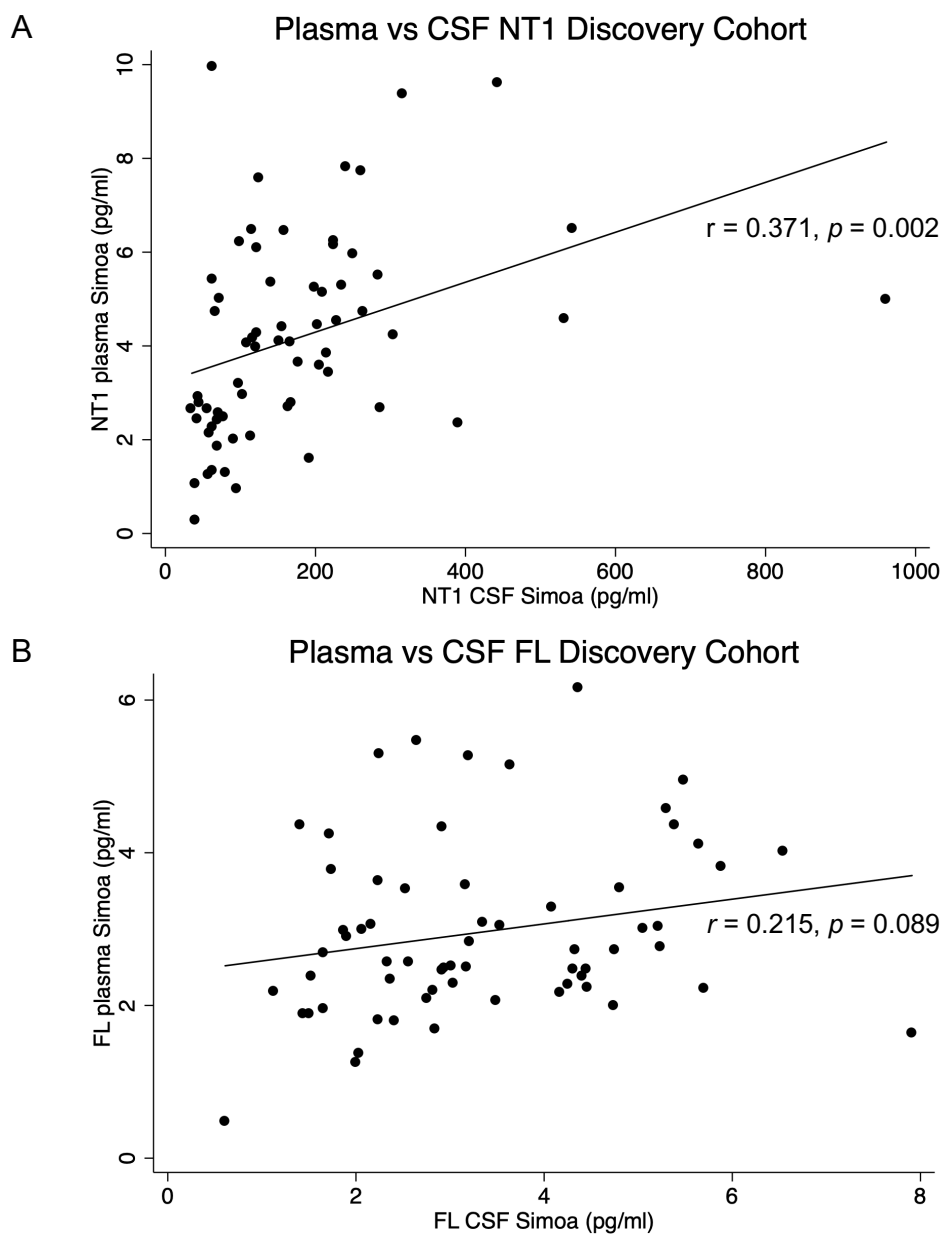 A
Plasma vs CSF NT1 Discovery Cohort
10
8
6
4
2
0
NT1 plasma Simoa (pg/ml)
r = 0.371, p = 0.002
0 200 400 600 800 1000
NT1 CSF Simoa (pg/ml)
B
Plasma vs CSF FL Discovery Cohort
6
4
2
0
FL plasma Simoa (pg/ml)
r = 0.215, p = 0.089
0 2 4 6 8
FL CSF Simoa (pg/ml)